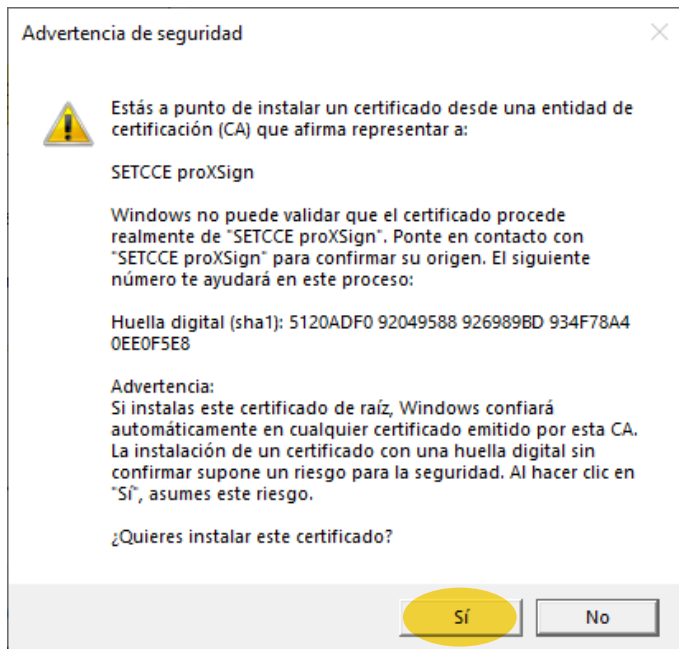 Advertencia de seguridad
Estás a punto de instalar un certificado desde una entidad de
certificación (CA) que afirma representar a:
SETCCE proXSign
Windows no puede validar que el certificado procede
realmente de "SETCCE proXSign". Ponte en contacto con
"SETCCE proXSign" para confirmar su origen. El siguiente
número te ayudará en este proceso:
Huella digital (sha1): 5120ADF0 92049588 926989BD 934F78A4
0EE0F5E8
Advertencia:
Si instalas este certificado de raíz, Windows confiará
automáticamente en cualquier certificado emitido por esta CA.
La instalación de un certificado con una huella digital sin
confirmar supone un riesgo para la seguridad. Al hacer clic en
"Sí", asumes este riesgo.
¿Quieres instalar este certificado?
Sí
No